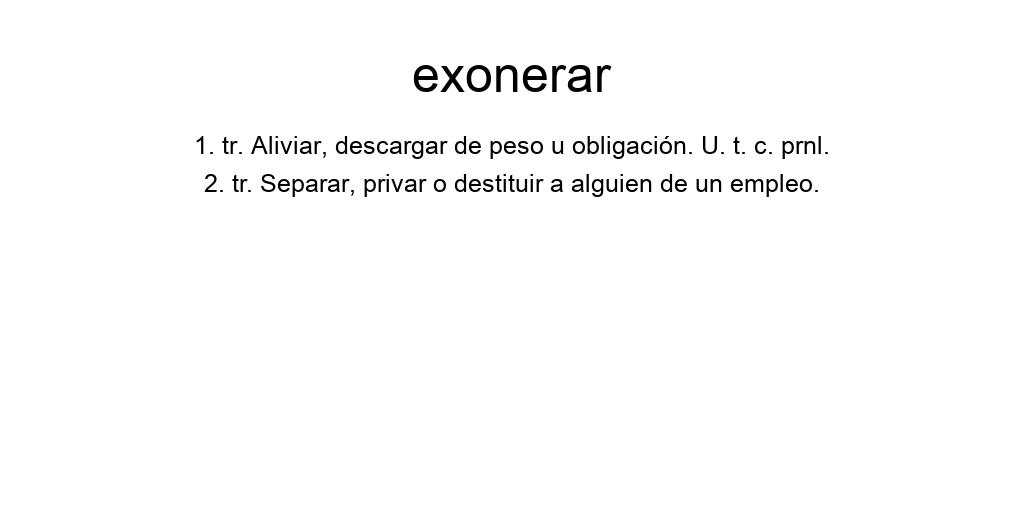 exonerar
1. tr. Aliviar, descargar de peso u obligación. U. t. c. prnl.
2. tr. Separar, privar o destituir a alguien de un empleo.